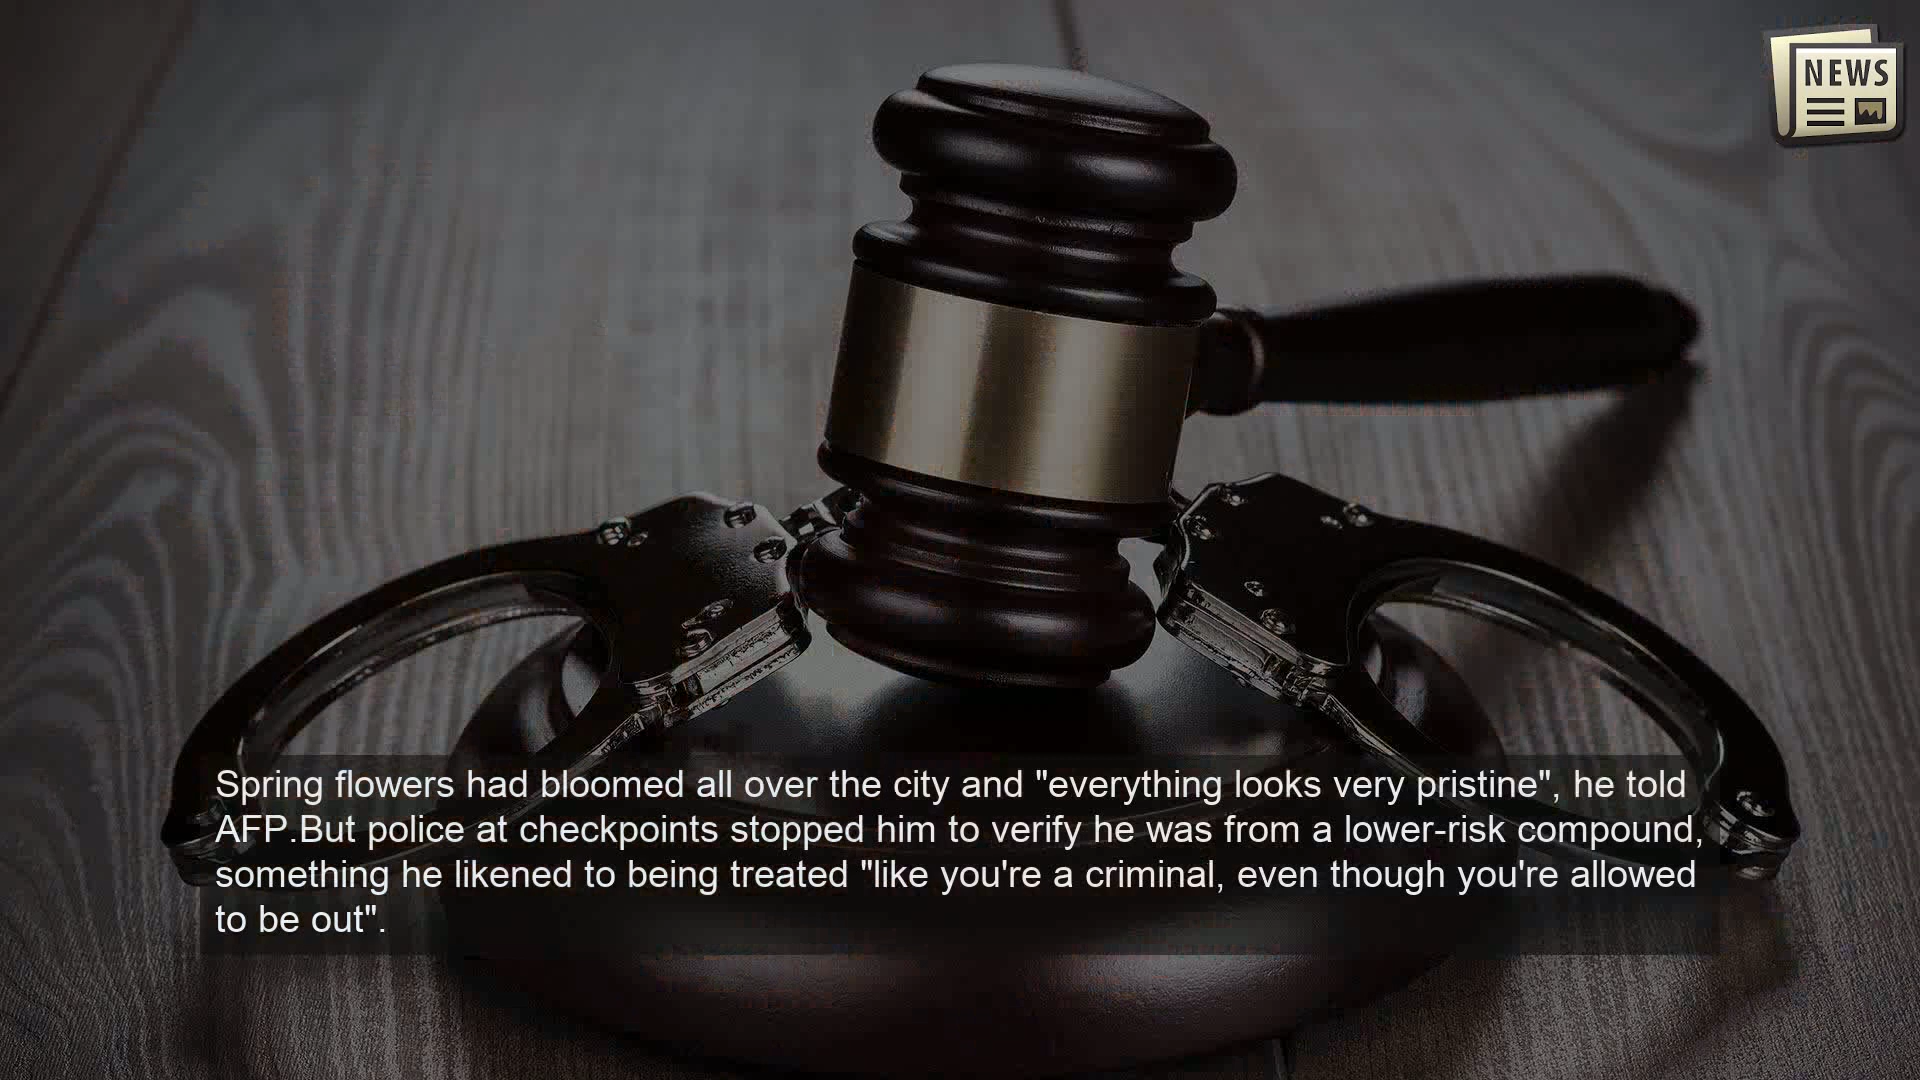 NEWS
Spring flowers had bloomed all over the city and "everything looks very pristine", he told
AFP.But police at checkpoints stopped him to verify he was from a lower-risk compound,
something he likened to being treated "like you're a criminal, even though you're allowed
to be out".